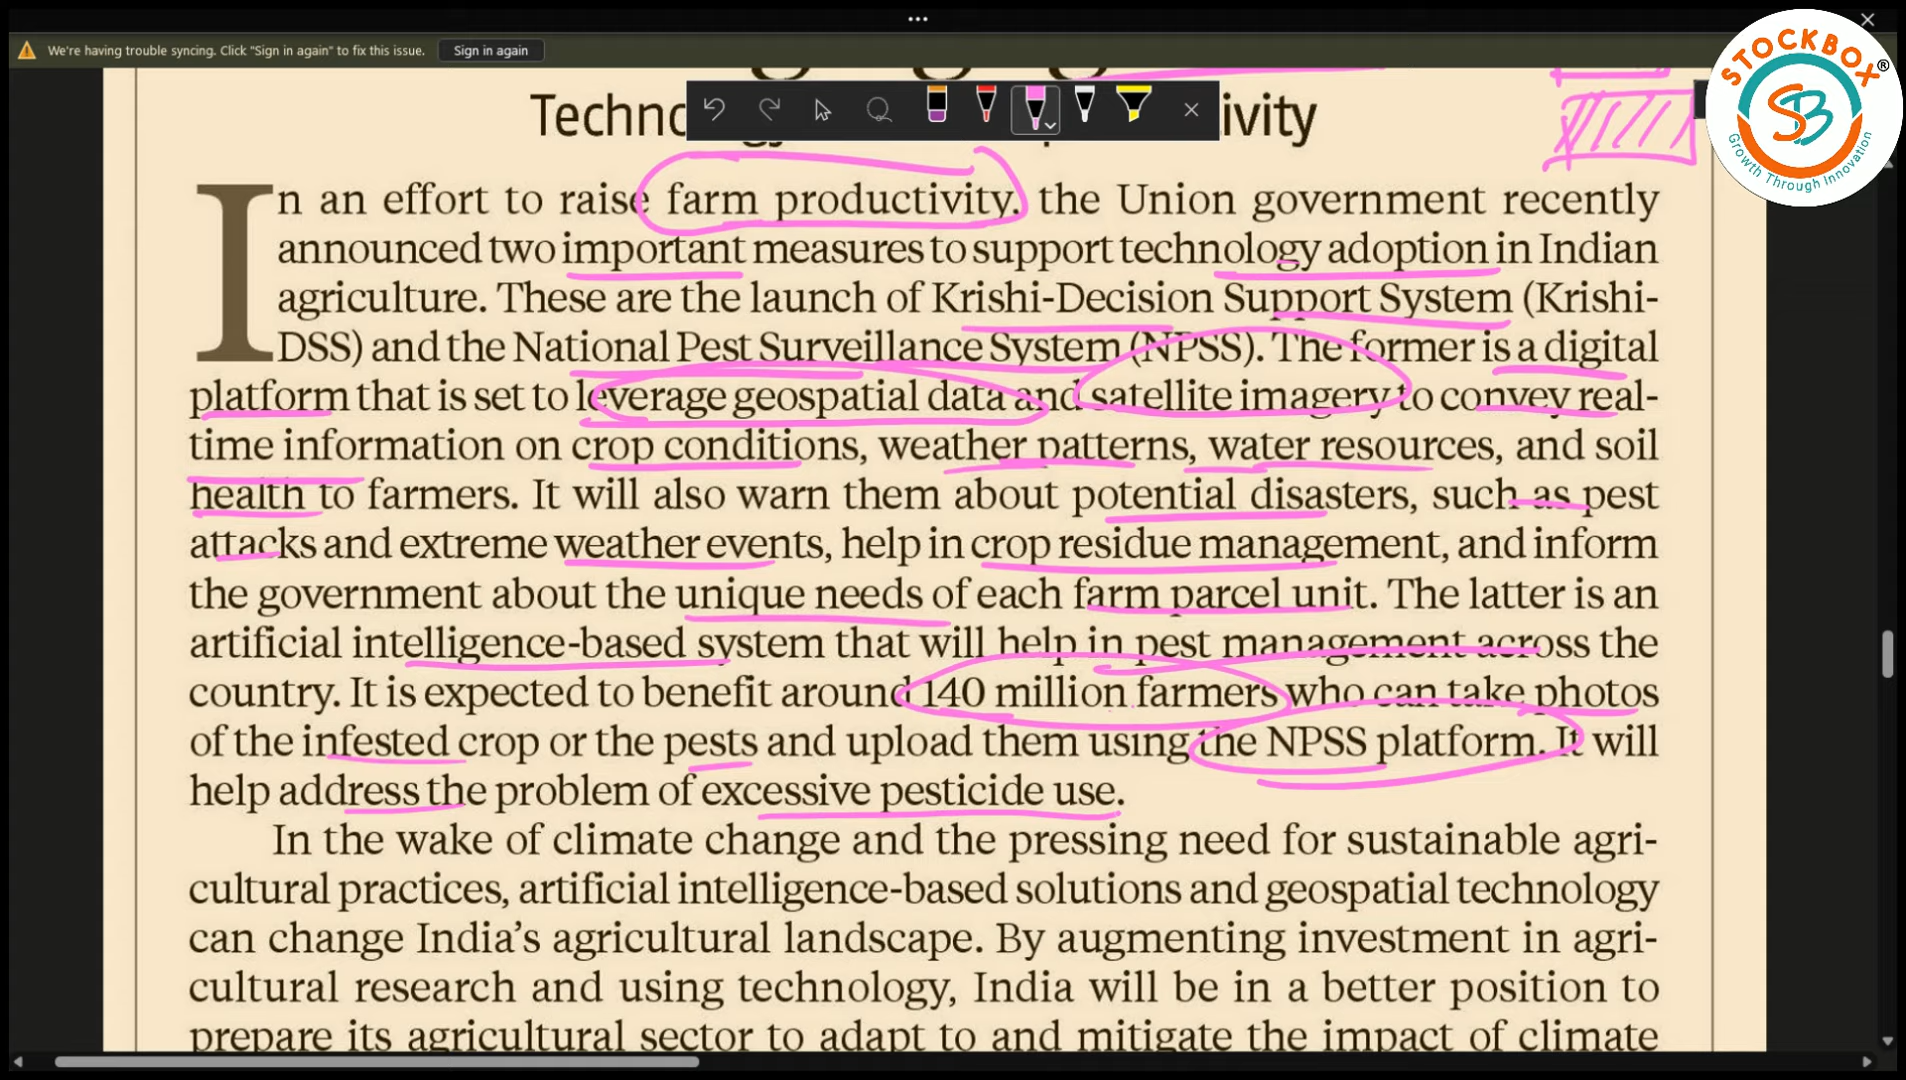 We're having trouble syncing. Click "Sign in again" to fix this issue. Sign in again
STOCKBOX®
SB
Growth Through Innovation
In an effort to raise farm productivity, the Union government recently
announced two important measures to support technology adoption in Indian
agriculture. These are the launch of Krishi-Decision Support System (Krishi-
DSS) and the National Pest Surveillance System (NPSS). The former is a digital
platform that is set to leverage geospatial data and satellite imagery to convey real-
time information on crop conditions, weather patterns, water resources, and soil
health to farmers. It will also warn them about potential disasters, such as pest
attacks and extreme weather events, help in crop residue management, and inform
the government about the unique needs of each farm parcel unit. The latter is an
artificial intelligence-based system that will help in pest management across the
country. It is expected to benefit around 140 million farmers who can take photos
of the infested crop or the pests and upload them using the NPSS platform. It will
help address the problem of excessive pesticide use.
In the wake of climate change and the pressing need for sustainable agri-
cultural practices, artificial intelligence-based solutions and geospatial technology
can change India's agricultural landscape. By augmenting investment in agri-
cultural research and using technology, India will be in a better position to
prepare its agricultural sector to adapt to and mitigate the impact of climate